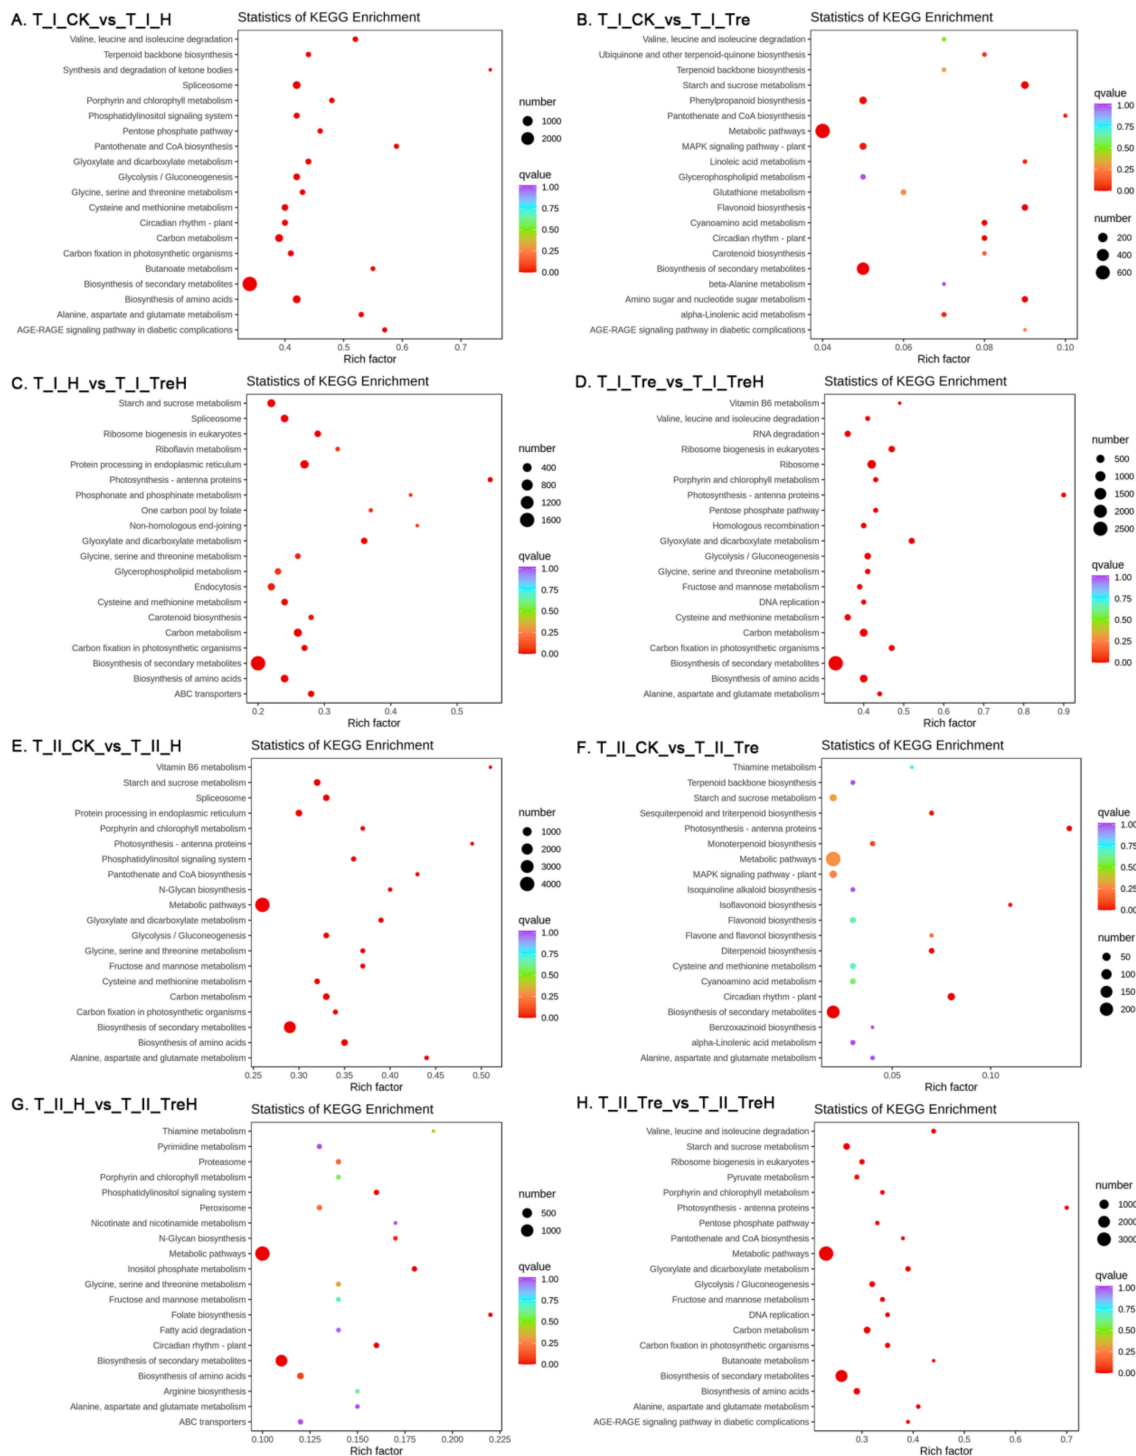 A. T_I_CK_vs_T_I_H
Statistics of KEGG Enrichment
Valine, leucine and isoleucine degradation
Terpenoid backbone biosynthesis
Synthesis and degradation of ketone bodies
Spliceosome
Porphyrin and chlorophyll metabolism
Phosphatidylinositol signaling system
Pentose phosphate pathway
Pantothenate and CoA biosynthesis
Glyoxylate and dicarboxylate metabolism
Glycolysis / Gluconeogenesis
Glycine, serine and threonine metabolism
Cysteine and methionine metabolism
Circadian rhythm - plant
Carbon metabolism
Carbon fixation in photosynthetic organisms
Butanoate metabolism
Biosynthesis of secondary metabolites
Biosynthesis of amino acids
Alanine, aspartate and glutamate metabolism
AGE-RAGE signaling pathway in diabetic complications
0.4 0.5 0.6 0.7
Rich factor
number
1000
2000
qvalue
1.00
0.75
0.50
0.25
0.00
B. T_I_CK_vs_T_I_Tre
Statistics of KEGG Enrichment
Valine, leucine and isoleucine degradation
Ubiquinone and other terpenoid-quinone biosynthesis
Terpenoid backbone biosynthesis
Starch and sucrose metabolism
Phenylpropanoid biosynthesis
Pantothenate and CoA biosynthesis
Metabolic pathways
MAPK signaling pathway - plant
Linoleic acid metabolism
Glycerophospholipid metabolism
Glutathione metabolism
Flavonoid biosynthesis
Cyanoamino acid metabolism
Circadian rhythm - plant
Carotenoid biosynthesis
Biosynthesis of secondary metabolites
beta-Alanine metabolism
Amino sugar and nucleotide sugar metabolism
alpha-Linolenic acid metabolism
AGE-RAGE signaling pathway in diabetic complications
0.04 0.06 0.08 0.10
Rich factor
qvalue
1.00
0.75
0.50
0.25
0.00
number
200
400
600
C. T_I_H_vs_T_I_TreH
Statistics of KEGG Enrichment
Starch and sucrose metabolism
Spliceosome
Ribosome biogenesis in eukaryotes
Riboflavin metabolism
Protein processing in endoplasmic reticulum
Photosynthesis - antenna proteins
Phosphonate and phosphinate metabolism
One carbon pool by folate
Non-homologous end-joining
Glyoxylate and dicarboxylate metabolism
Glycine, serine and threonine metabolism
Glycerophospholipid metabolism
Endocytosis
Cysteine and methionine metabolism
Carotenoid biosynthesis
Carbon metabolism
Carbon fixation in photosynthetic organisms
Biosynthesis of secondary metabolites
Biosynthesis of amino acids
ABC transporters
0.2 0.3 0.4 0.5
Rich factor
number
400
800
1200
1600
qvalue
1.00
0.75
0.50
0.25
0.00
D. T_I_Tre_vs_T_I_TreH
Statistics of KEGG Enrichment
Vitamin B6 metabolism
Valine, leucine and isoleucine degradation
RNA degradation
Ribosome biogenesis in eukaryotes
Ribosome
Porphyrin and chlorophyll metabolism
Photosynthesis - antenna proteins
Pentose phosphate pathway
Homologous recombination
Glyoxylate and dicarboxylate metabolism
Glycolysis / Gluconeogenesis
Glycine, serine and threonine metabolism
Fructose and mannose metabolism
DNA replication
Cysteine and methionine metabolism
Carbon metabolism
Carbon fixation in photosynthetic organisms
Biosynthesis of secondary metabolites
Biosynthesis of amino acids
Alanine, aspartate and glutamate metabolism
0.4 0.5 0.6 0.7 0.8 0.9
Rich factor
number
500
1000
1500
2000
2500
qvalue
1.00
0.75
0.50
0.25
0.00
E. T_II_CK_vs_T_II_H
Statistics of KEGG Enrichment
Vitamin B6 metabolism
Starch and sucrose metabolism
Spliceosome
Protein processing in endoplasmic reticulum
Porphyrin and chlorophyll metabolism
Photosynthesis - antenna proteins
Phosphatidylinositol signaling system
Pantothenate and CoA biosynthesis
N-Glycan biosynthesis
Metabolic pathways
Glyoxylate and dicarboxylate metabolism
Glycolysis / Gluconeogenesis
Glycine, serine and threonine metabolism
Fructose and mannose metabolism
Cysteine and methionine metabolism
Carbon metabolism
Carbon fixation in photosynthetic organisms
Biosynthesis of secondary metabolites
Biosynthesis of amino acids
Alanine, aspartate and glutamate metabolism
0.25 0.30 0.35 0.40 0.45 0.50
Rich factor
number
1000
2000
3000
4000
qvalue
1.00
0.75
0.50
0.25
0.00
F. T_II_CK_vs_T_II_Tre
Statistics of KEGG Enrichment
Thiamine metabolism
Terpenoid backbone biosynthesis
Starch and sucrose metabolism
Sesquiterpenoid and triterpenoid biosynthesis
Photosynthesis - antenna proteins
Monoterpenoid biosynthesis
Metabolic pathways
MAPK signaling pathway - plant
Isoquinoline alkaloid biosynthesis
Isoflavonoid biosynthesis
Flavonoid biosynthesis
Flavone and flavonol biosynthesis
Diterpenoid biosynthesis
Cysteine and methionine metabolism
Cyanoamino acid metabolism
Circadian rhythm - plant
Biosynthesis of secondary metabolites
Benzoxazinoid biosynthesis
alpha-Linolenic acid metabolism
Alanine, aspartate and glutamate metabolism
0.05 0.10
Rich factor
qvalue
1.00
0.75
0.50
0.25
0.00
number
50
100
150
200
G. T_II_H_vs_T_II_TreH
Statistics of KEGG Enrichment
Thiamine metabolism
Pyrimidine metabolism
Proteasome
Porphyrin and chlorophyll metabolism
Phosphatidylinositol signaling system
Peroxisome
Nicotinate and nicotinamide metabolism
N-Glycan biosynthesis
Metabolic pathways
Inositol phosphate metabolism
Glycine, serine and threonine metabolism
Fructose and mannose metabolism
Folate biosynthesis
Fatty acid degradation
Circadian rhythm - plant
Biosynthesis of secondary metabolites
Biosynthesis of amino acids
Arginine biosynthesis
Alanine, aspartate and glutamate metabolism
ABC transporters
0.100 0.125 0.150 0.175 0.200 0.225
Rich factor
number
500
1000
qvalue
1.00
0.75
0.50
0.25
0.00
H. T_II_Tre_vs_T_II_TreH
Statistics of KEGG Enrichment
Valine, leucine and isoleucine degradation
Starch and sucrose metabolism
Ribosome biogenesis in eukaryotes
Pyruvate metabolism
Porphyrin and chlorophyll metabolism
Photosynthesis - antenna proteins
Pentose phosphate pathway
Pantothenate and CoA biosynthesis
Metabolic pathways
Glyoxylate and dicarboxylate metabolism
Glycolysis / Gluconeogenesis
Fructose and mannose metabolism
DNA replication
Carbon metabolism
Carbon fixation in photosynthetic organisms
Butanoate metabolism
Biosynthesis of secondary metabolites
Biosynthesis of amino acids
Alanine, aspartate and glutamate metabolism
AGE-RAGE signaling pathway in diabetic complications
0.3 0.4 0.5 0.6 0.7
Rich factor
number
1000
2000
3000
qvalue
1.00
0.75
0.50
0.25
0.00